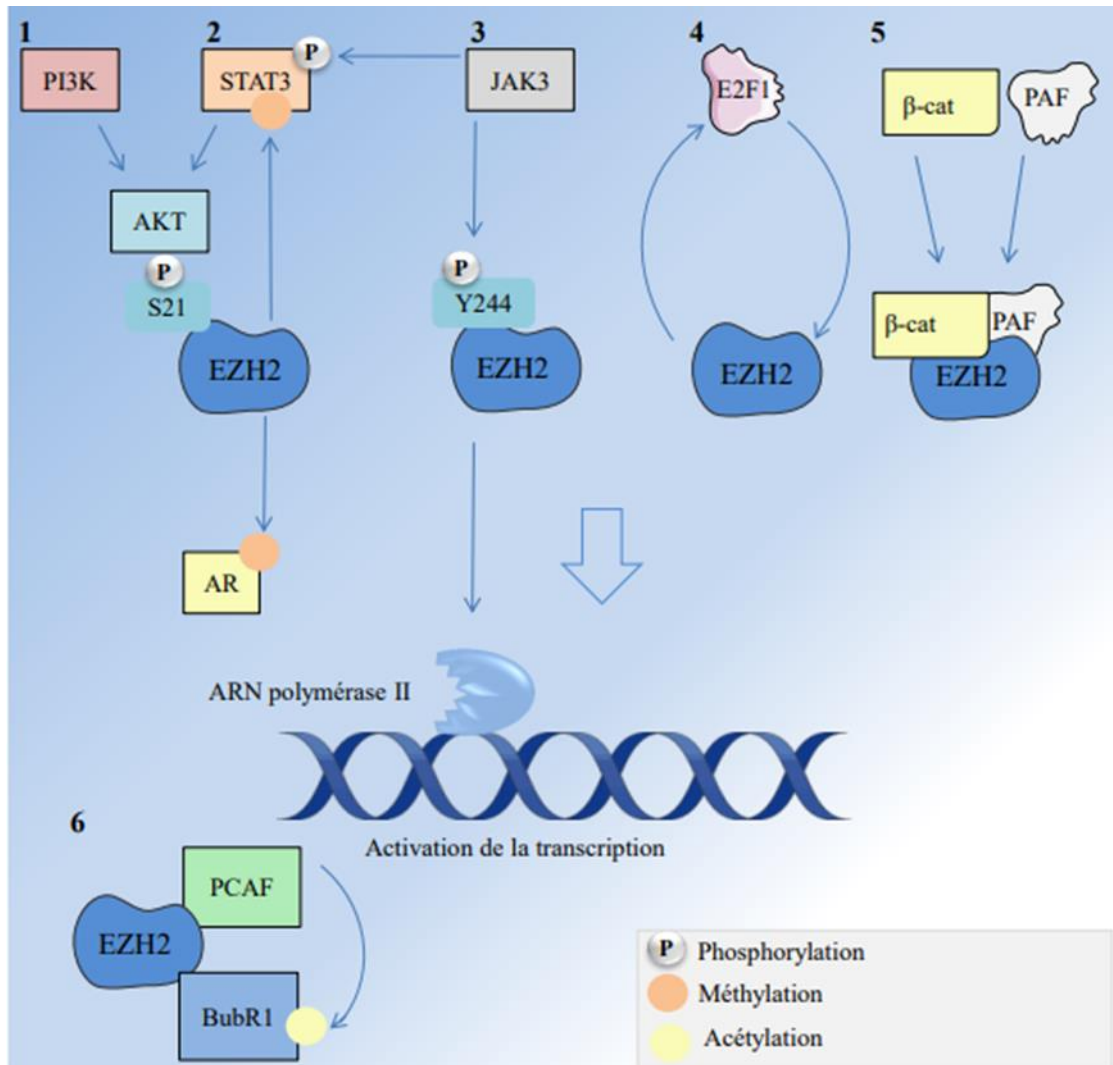 1
2
3
4
5
PI3K
STAT3
P
JAK3
E2F1
β-cat
PAF
AKT
P
S21
P
Y244
EZH2
EZH2
EZH2
β-cat
PAF
EZH2
AR
ARN polymérase II
Activation de la transcription
6
PCAF
EZH2
BubR1
P Phosphorylation
Méthylation
Acétylation